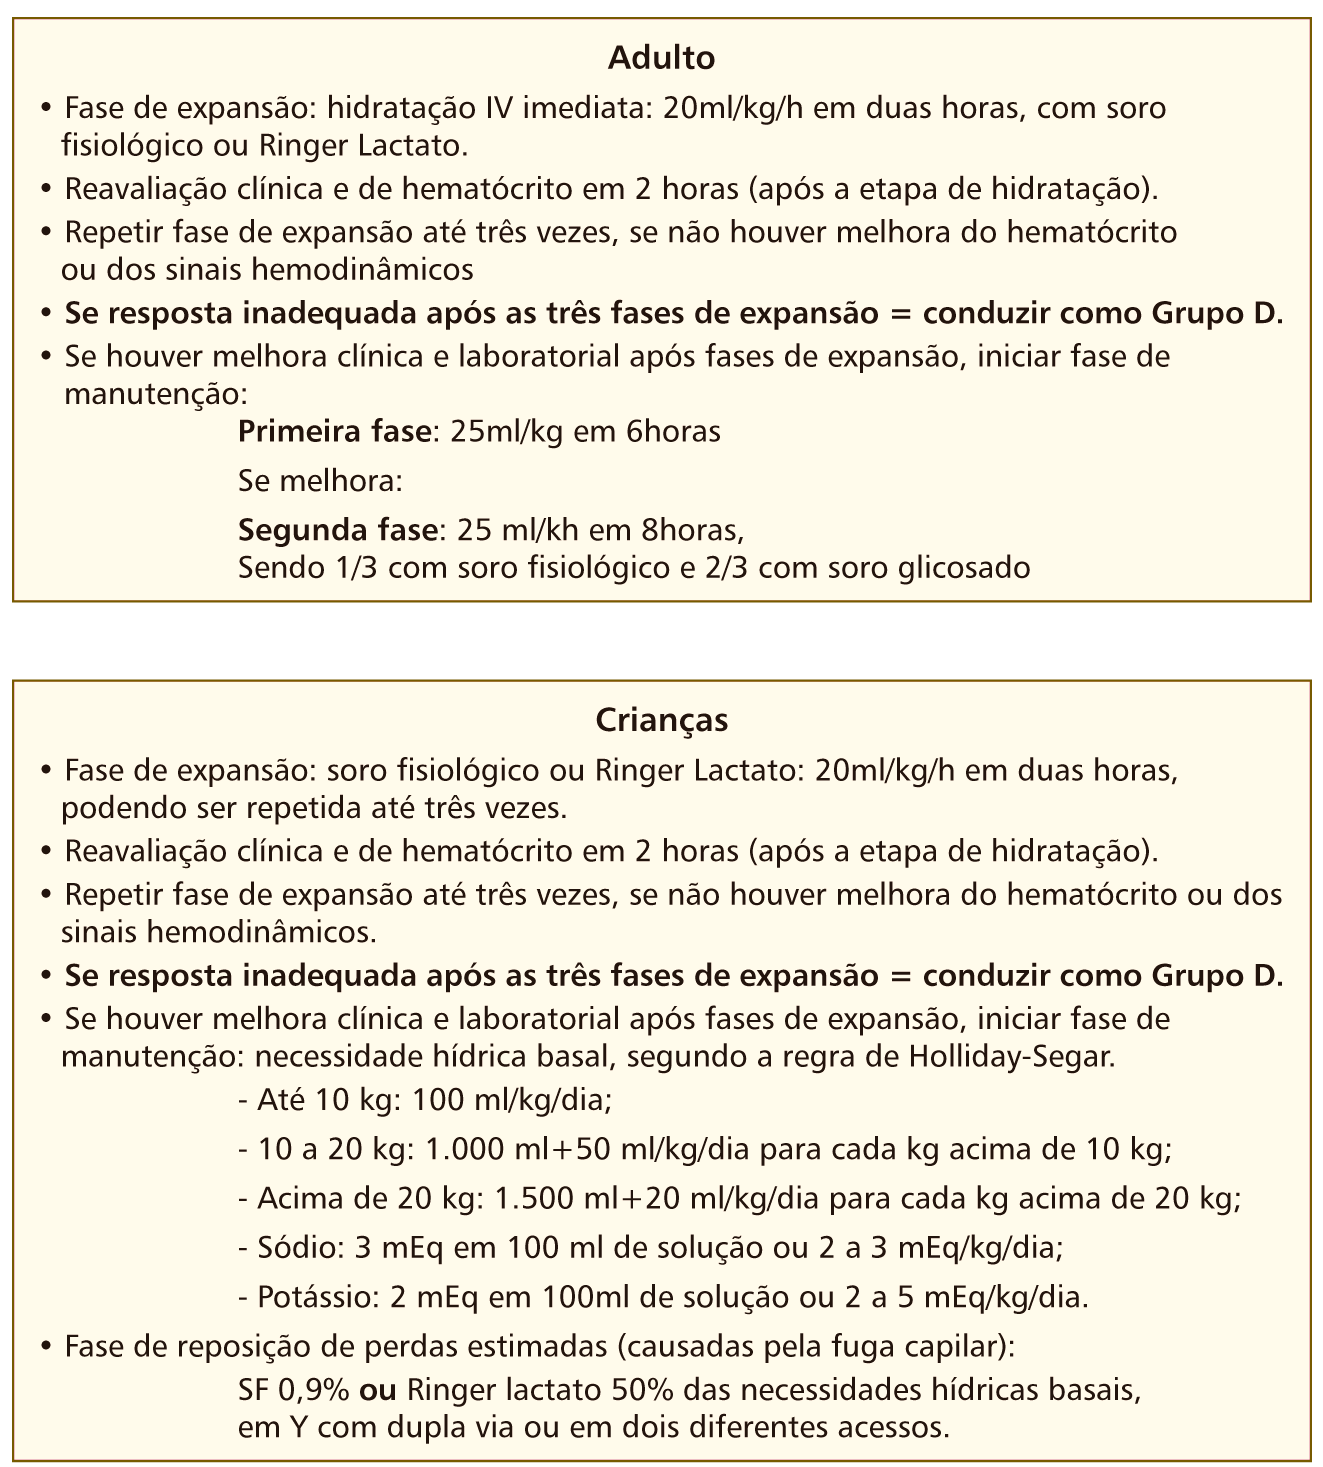 Adulto
• Fase de expansão: hidratação IV imediata: 20ml/kg/h em duas horas, com soro
fisiológico ou Ringer Lactato.
• Reavaliação clínica e de hematócrito em 2 horas (após a etapa de hidratação).
• Repetir fase de expansão até três vezes, se não houver melhora do hematócrito
ou dos sinais hemodinâmicos
• Se resposta inadequada após as três fases de expansão = conduzir como Grupo D.
• Se houver melhora clínica e laboratorial após fases de expansão, iniciar fase de
manutenção:
Primeira fase: 25ml/kg em 6horas
Se melhora:
Segunda fase: 25 ml/kh em 8horas,
Sendo 1/3 com soro fisiológico e 2/3 com soro glicosado
Crianças
• Fase de expansão: soro fisiológico ou Ringer Lactato: 20ml/kg/h em duas horas,
podendo ser repetida até três vezes.
• Reavaliação clínica e de hematócrito em 2 horas (após a etapa de hidratação).
• Repetir fase de expansão até três vezes, se não houver melhora do hematócrito ou dos
sinais hemodinâmicos.
• Se resposta inadequada após as três fases de expansão = conduzir como Grupo D.
• Se houver melhora clínica e laboratorial após fases de expansão, iniciar fase de
manutenção: necessidade hídrica basal, segundo a regra de Holliday-Segar.
- Até 10 kg: 100 ml/kg/dia;
- 10 a 20 kg: 1.000 ml+50 ml/kg/dia para cada kg acima de 10 kg;
- Acima de 20 kg: 1.500 ml+20 ml/kg/dia para cada kg acima de 20 kg;
- Sódio: 3 mEq em 100 ml de solução ou 2 a 3 mEq/kg/dia;
- Potássio: 2 mEq em 100ml de solução ou 2 a 5 mEq/kg/dia.
• Fase de reposição de perdas estimadas (causadas pela fuga capilar):
SF 0,9% ou Ringer lactato 50% das necessidades hídricas basais,
em Y com dupla via ou em dois diferentes acessos.